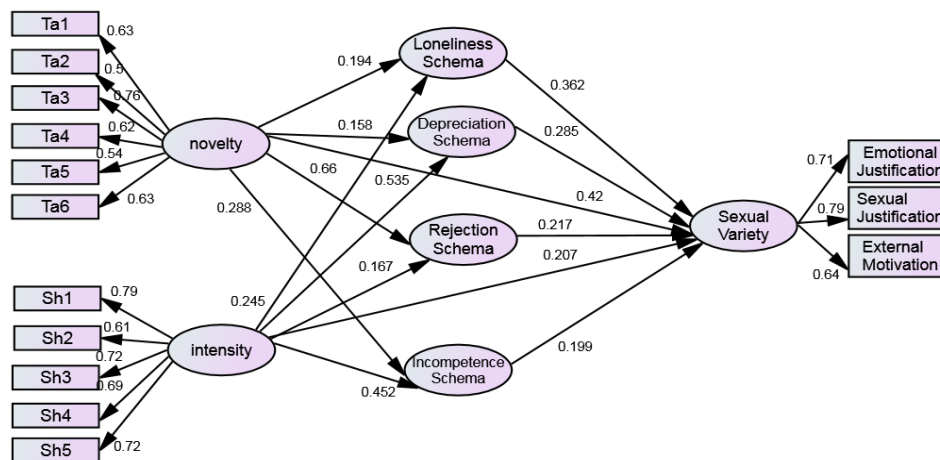 Ta1
Ta2
Ta3
Ta4
Ta5
Ta6
0.63
0.5
0.76
0.62
0.54
0.63
novelty
Sh1
Sh2
Sh3
Sh4
Sh5
0.79
0.61
0.72
0.69
0.72
intensity
0.194
0.158
0.66
0.288
0.535
0.167
0.245
0.452
Loneliness
Schema
Depreciation
Schema
Rejection
Schema
Incompetence
Schema
0.362
0.285
0.42
0.217
0.207
0.199
Sexual
Variety
0.71
0.79
0.64
Emotional
Justification
Sexual
Justification
External
Motivation